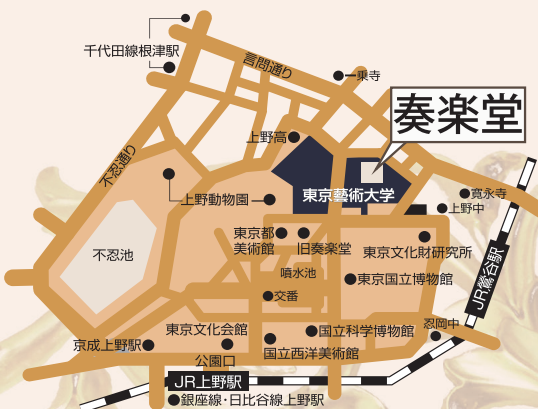 千代田線根津駅
言問通り
一乗寺
奏楽堂
上野高
不忍通り
東京藝術大学
上野動物園
寛永寺
上野中
東京都
美術館
旧奏楽堂
東京文化財研究所
不忍池
噴水池
東京国立博物館
JR鶯谷駅
交番
東京文化会館
国立科学博物館
忍岡中
京成上野駅
公園口
国立西洋美術館
JR上野駅
銀座線・日比谷線上野駅